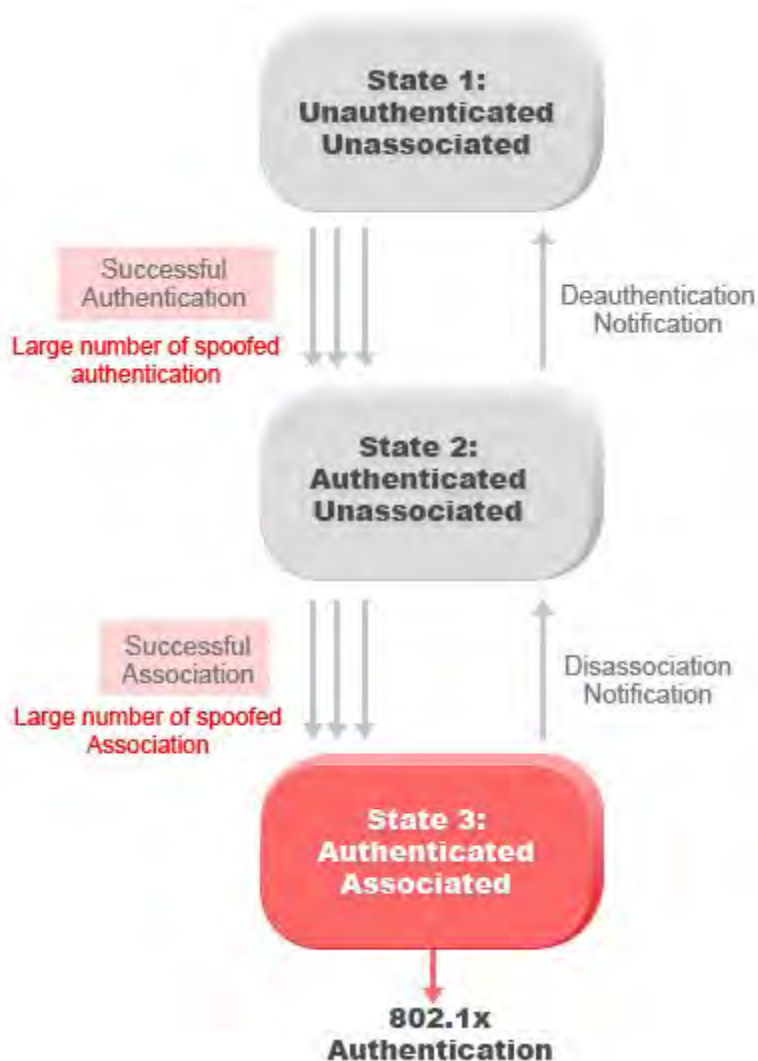 State 1:
Unauthenticated
Unassociated
Successful
Authentication
Large number of spoofed
authentication
Deauthentication
Notification
State 2:
Authenticated
Unassociated
Successful
Association
Large number of spoofed
Association
Disassociation
Notification
State 3:
Authenticated
Associated
802.1x
Authentication